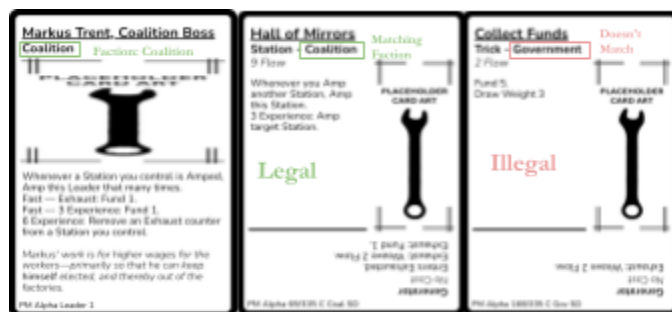 Markus Trent, Coalition Boss
Coalition
Faction: Coalition
PLACEHOLDER
CARD ART
Whenever a Station you control is Amped,
Amp this Leader that many times.
Fast — Exhaust: Fund 1.
Fast — 3 Experience: Fund 1.
6 Experience: Remove an Exhaust counter
from a Station you control.
Markus' work is for higher wages for the
workers—primarily so that he can keep
himself elected, and thereby out of the
factories.
PM Alpha Leader 1
Hall of Mirrors
Station - Coalition
Matching
Faction
9 Flow
Whenever you Amp
another Station, Amp
this Station.
3 Experience: Amp
target Station.
PLACEHOLDER
CARD ART
Legal
Generator
No Cost
Enters Exhausted
Exhaust: Weave 2 Flow.
Exhaust: Fund 1.
PM Alpha
Collect Funds
Trick - Government
Doesn't
Match
2 Flow
Fund 5.
Draw Weight 3
PLACEHOLDER
CARD ART
Illegal
Generator
No Cost
Exhaust: Weave 2 Flow.
PM Alpha